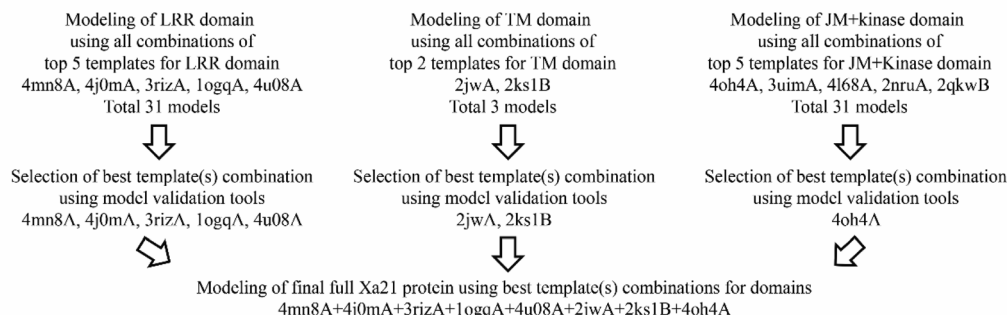 Modeling of LRR domain
using all combinations of
top 5 templates for LRR domain
4mn8A, 4j0mA, 3rizA, 1ogqA, 4u08A
Total 31 models
Modeling of TM domain
using all combinations of
top 2 templates for TM domain
2jwA, 2ks1B
Total 3 models
Modeling of JM+kinase domain
using all combinations of
top 5 templates for JM+Kinase domain
4oh4A, 3uimA, 4l68A, 2nruA, 2qkwB
Total 31 models
Selection of best template(s) combination
using model validation tools
4mn8A, 4j0mA, 3rizA, 1ogqA, 4u08A
Selection of best template(s) combination
using model validation tools
2jwA, 2ks1B
Selection of best template(s) combination
using model validation tools
4oh4A
Modeling of final full Xa21 protein using best template(s) combinations for domains
4mn8A+4j0mA+3rizA+1ogqA+4u08A+2jwA+2ks1B+4oh4A